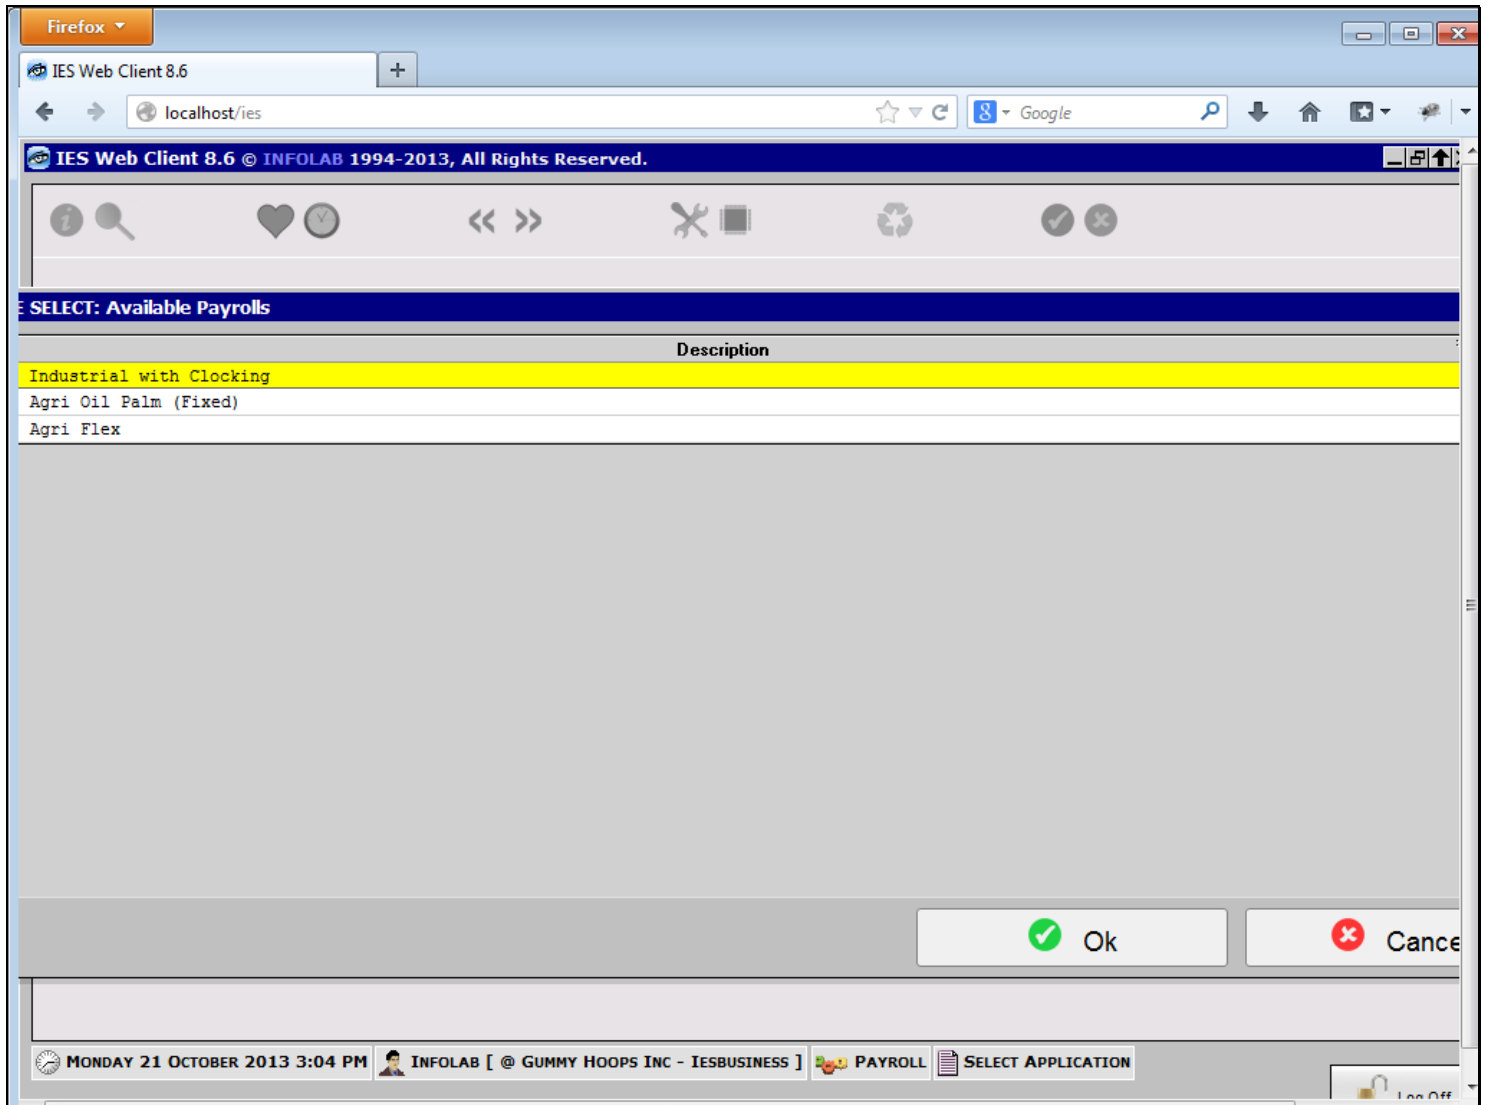 Firefox
IES Web Client 8.6
localhost/ies
Google
IES Web Client 8.6 © INFOLAB 1994-2013, All Rights Reserved.
E SELECT: Available Payrolls
Description
Industrial with Clocking
Agri Oil Palm (Fixed)
Agri Flex
Ok
Cance
MONDAY 21 OCTOBER 2013 3:04 PM INFOLAB [ @ GUMMY HOOPS INC - IESBUSINESS ] PAYROLL SELECT APPLICATION
Log Off